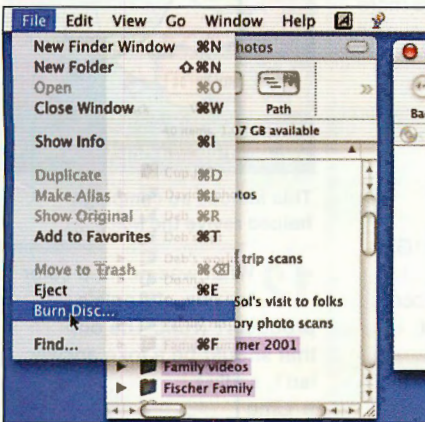 File Edit View Go Window Help
New Finder Window ⌘N
New Folder ⇧⌘N
Open ⌘O
Close Window ⌘W
Show Info ⌘I
Duplicate ⌘D
Make Alias ⌘L
Show Original ⌘R
Add to Favorites ⌘T
Move to Trash ⌘⌫
Eject ⌘E
Burn Disc...
Find... ⌘F
hotos
Path
07 GB available
otos
trip scans
Sol's visit to folks
ory photo scans
mer 2001
Family videos
Fischer Family
Ba